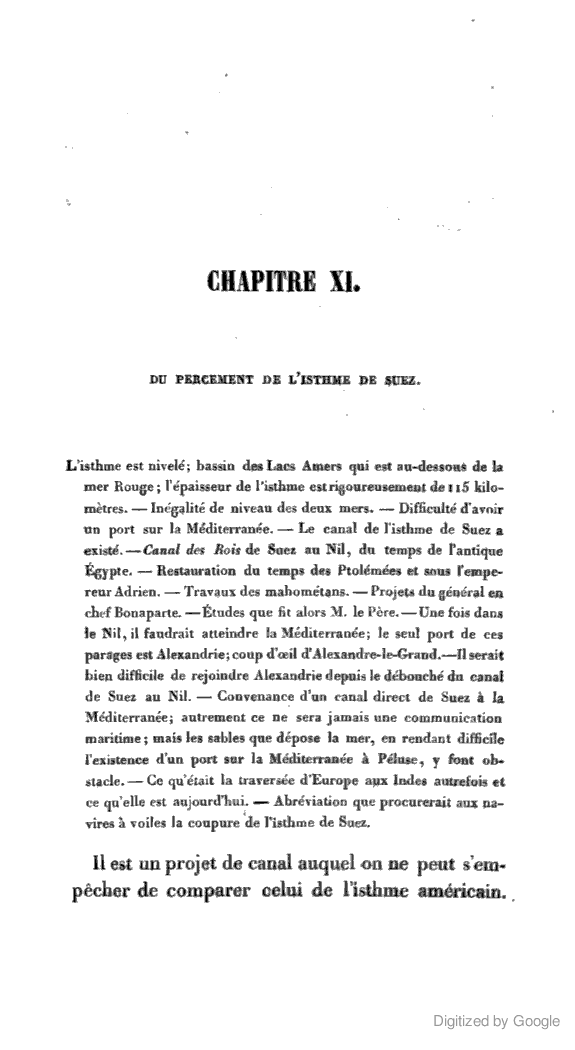 CHAPITRE XI.
DU PERCEMENT DE L'ISTHME DE SUEZ.
L'isthme est nivelé; bassin des Lacs Amers qui est au-dessous de la
mer Rouge; l'épaisseur de l'isthme est rigoureusement de 115 kilo-
mètres. — Inégalité de niveau des deux mers. — Difficulté d'avoir
un port sur la Méditerranée. — Le canal de l'isthme de Suez a
existé. — Canal des Rois de Suez au Nil, du temps de l'antique
Égypte. — Restauration du temps des Ptolémées et sous l'empe-
reur Adrien. — Travaux des mahométans. — Projets du général en
chef Bonaparte. — Études que fit alors M. le Père. — Une fois dans
le Nil, il faudrait atteindre la Méditerranée; le seul port de ces
parages est Alexandrie; coup d'œil d'Alexandre-le-Grand. — Il serait
bien difficile de rejoindre Alexandrie depuis le débouché du canal
de Suez au Nil. — Convenance d'un canal direct de Suez à la
Méditerranée; autrement ce ne sera jamais une communication
maritime; mais les sables que dépose la mer, en rendant difficile
l'existence d'un port sur la Méditerranée à Péluse, y font ob-
stacle. — Ce qu'était la traversée d'Europe aux Indes autrefois et
ce qu'elle est aujourd'hui. — Abréviation que procurerait aux na-
vires à voiles la coupure de l'isthme de Suez.
Il est un projet de canal auquel on ne peut s'em-
pêcher de comparer celui de l'isthme américain.
Digitized by Google